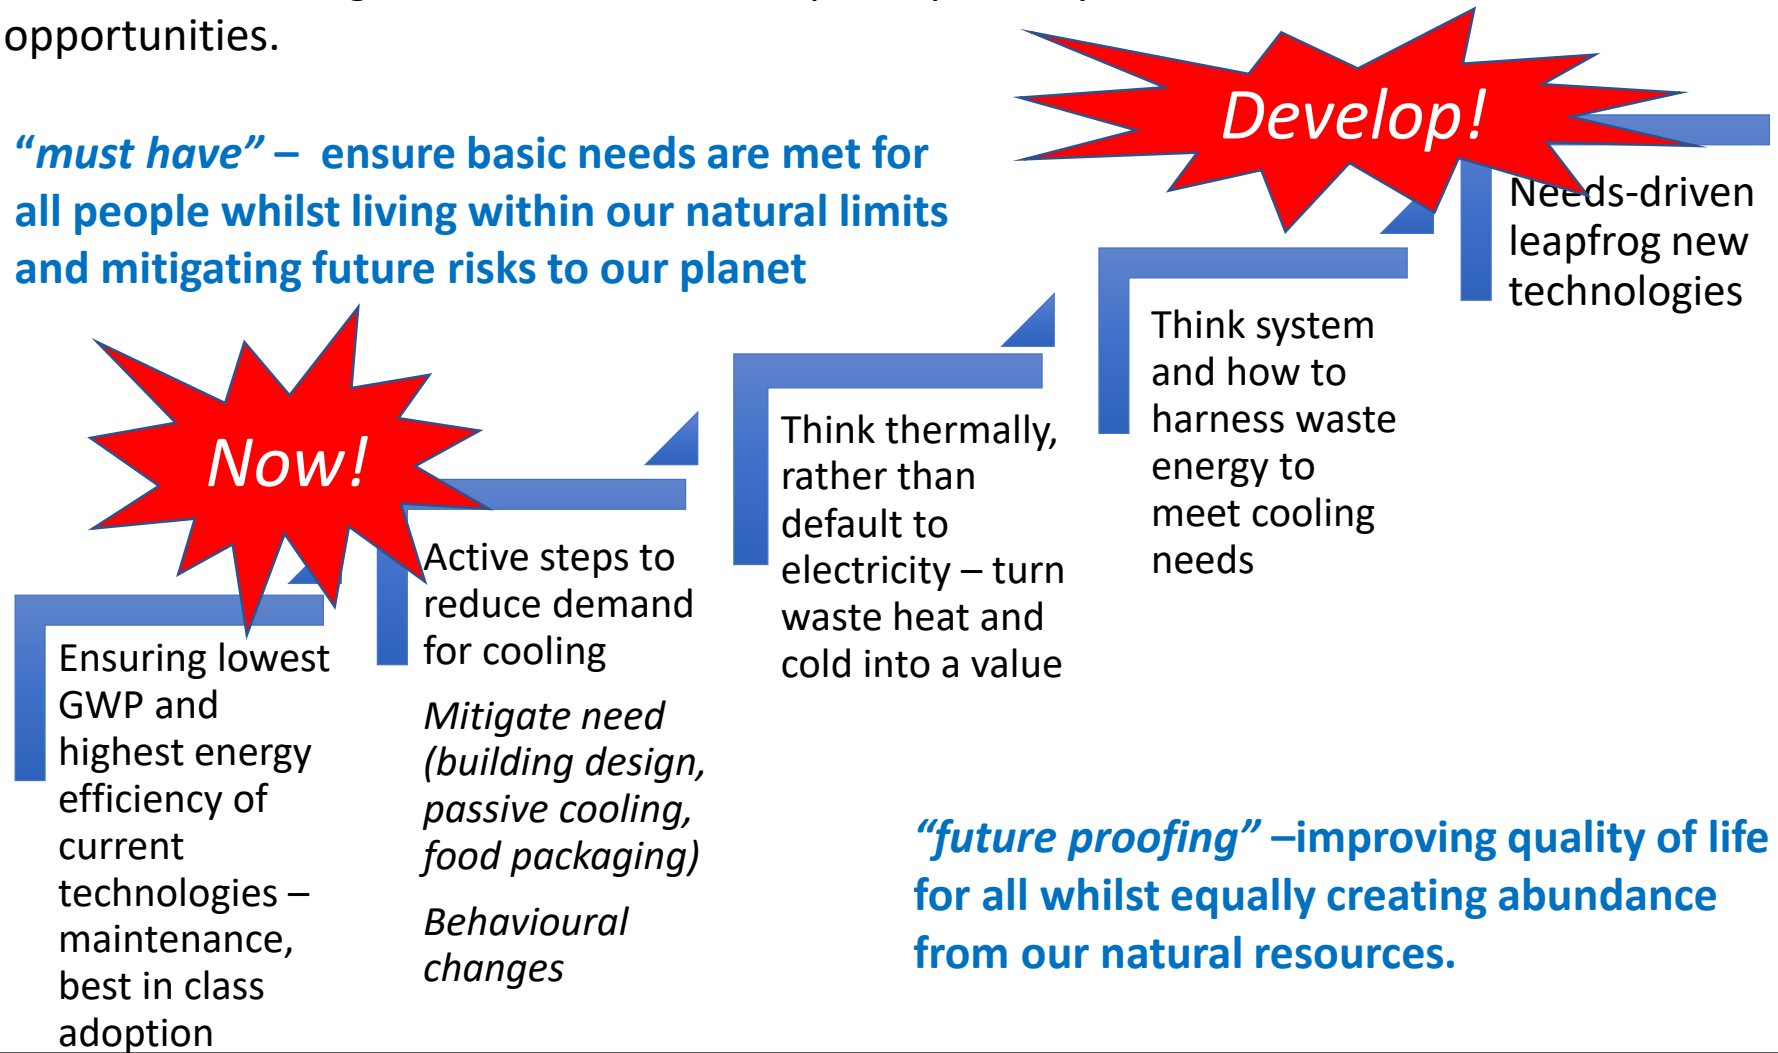 opportunities.
“must have” – ensure basic needs are met for
all people whilst living within our natural limits
and mitigating future risks to our planet
Now!
Develop!
Ensuring lowest
GWP and
highest energy
efficiency of
current
technologies –
maintenance,
best in class
adoption
Active steps to
reduce demand
for cooling
Mitigate need
(building design,
passive cooling,
food packaging)
Behavioural
changes
Think thermally,
rather than
default to
electricity – turn
waste heat and
cold into a value
Think system
and how to
harness waste
energy to
meet cooling
needs
Needs-driven
leapfrog new
technologies
“future proofing” –improving quality of life
for all whilst equally creating abundance
from our natural resources.